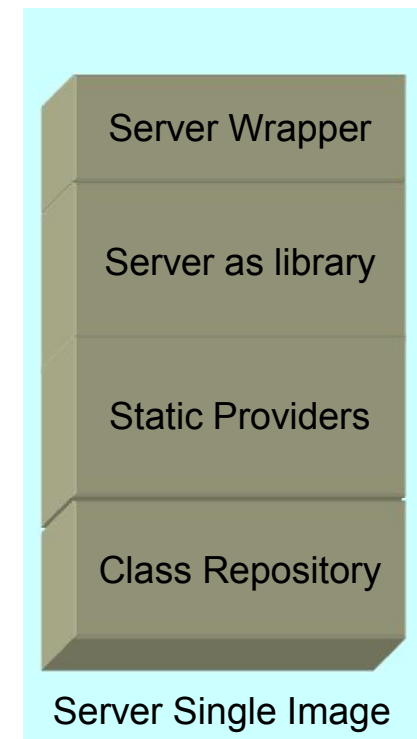 Server Wrapper
Server as library
Static Providers
Class Repository
Server Single Image